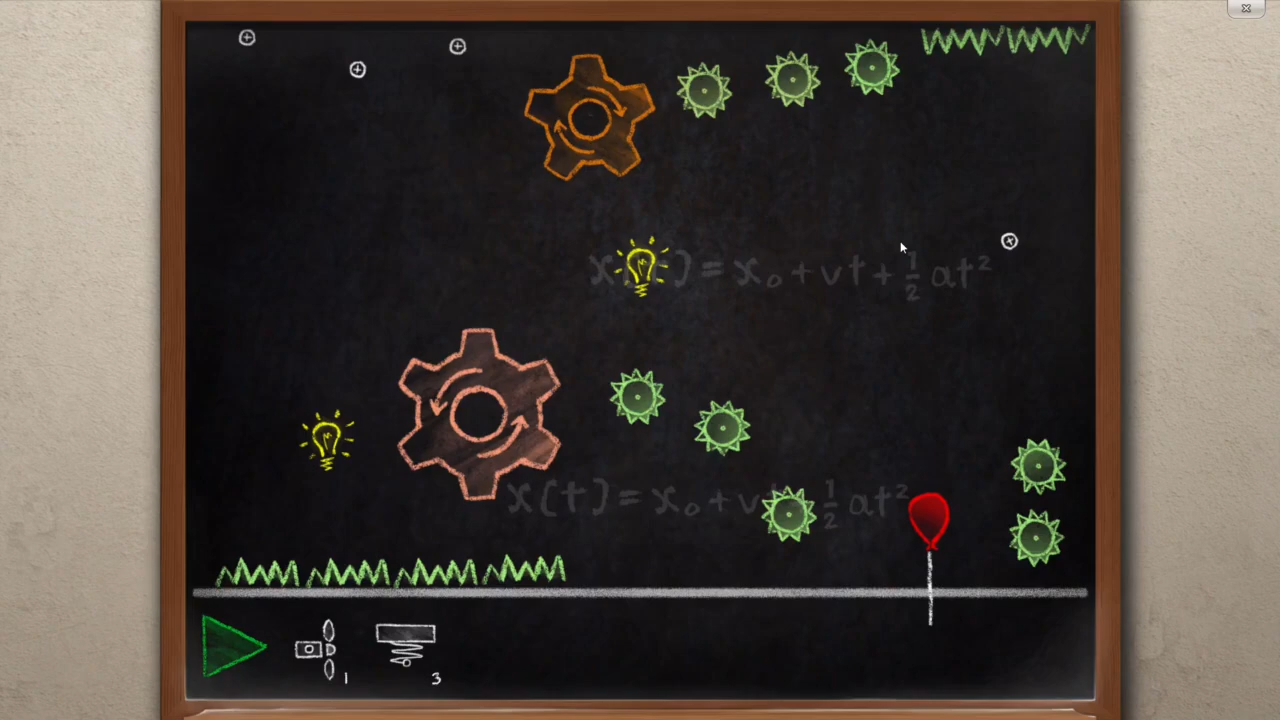 x(t) = x₀ + vt + ½ at²
x(t) = x₀ + v ½ at²
1
3